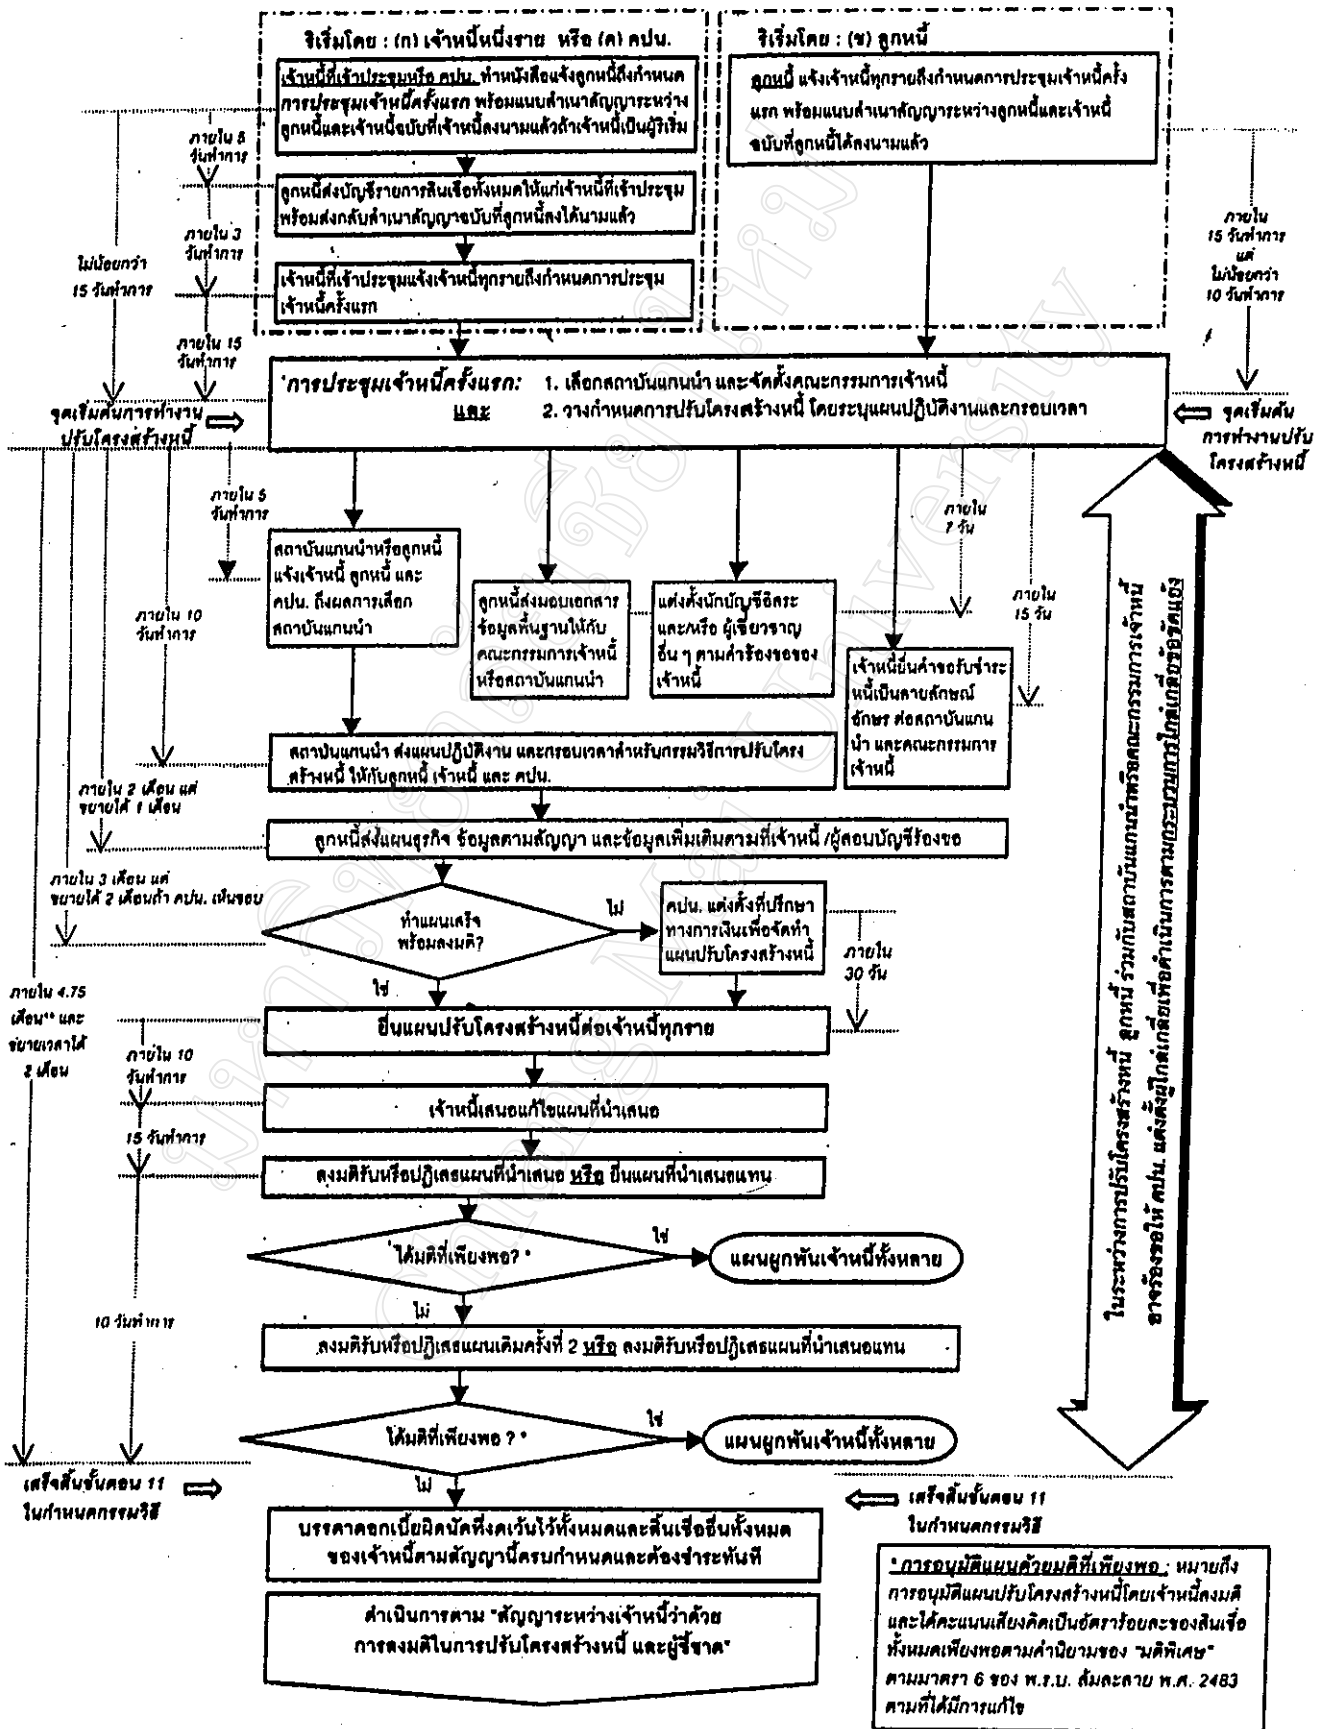 ริเริ่มโดย : (ก) เจ้าหนี้หนึ่งราย หรือ (ค) คปน.
เจ้าหนี้ที่เข้าประชุมหรือ คปน. ทำหนังสือแจ้งลูกหนี้ถึงกำหนด
การประชุมเจ้าหนี้ครั้งแรก พร้อมแนบสำเนาสัญญาระหว่าง
ลูกหนี้และเจ้าหนี้ฉบับที่เจ้าหนี้ลงนามแล้วถ้าเจ้าหนี้เป็นผู้ริเริ่ม
ลูกหนี้ส่งบัญชีรายการสินเชื่อทั้งหมดให้แก่เจ้าหนี้ที่เข้าประชุม
พร้อมส่งกลับสำเนาสัญญาฉบับที่ลูกหนี้ลงได้นามแล้ว
เจ้าหนี้ที่เข้าประชุมแจ้งเจ้าหนี้ทุกรายถึงกำหนดการประชุม
เจ้าหนี้ครั้งแรก
ริเริ่มโดย : (ข) ลูกหนี้
ลูกหนี้ แจ้งเจ้าหนี้ทุกรายถึงกำหนดการประชุมเจ้าหนี้ครั้ง
แรก พร้อมแนบสำเนาสัญญาระหว่างลูกหนี้และเจ้าหนี้
ฉบับที่ลูกหนี้ได้ลงนามแล้ว
ภายใน 5
วันทำการ
ภายใน 3
วันทำการ
ไม่น้อยกว่า
15 วันทำการ
ภายใน 15
วันทำการ
ภายใน
15 วันทำการ
แต่
ไม่น้อยกว่า
10 วันทำการ
*การประชุมเจ้าหนี้ครั้งแรก: 1. เลือกสถาบันแกนนำ และจัดตั้งคณะกรรมการเจ้าหนี้
และ 2. วางกำหนดการปรับโครงสร้างหนี้ โดยระบุแผนปฏิบัติงานและกรอบเวลา
จุดเริ่มต้นการทำงาน
ปรับโครงสร้างหนี้
จุดเริ่มต้น
การทำงานปรับ
โครงสร้างหนี้
ภายใน 5
วันทำการ
ภายใน
7 วัน
ภายใน
15 วัน
ภายใน 10
วันทำการ
สถาบันแกนนำหรือลูกหนี้
แจ้งเจ้าหนี้ ลูกหนี้ และ
คปน. ถึงผลการเลือก
สถาบันแกนนำ
ลูกหนี้ส่งมอบเอกสาร
ข้อมูลพื้นฐานให้กับ
คณะกรรมการเจ้าหนี้
หรือสถาบันแกนนำ
แต่งตั้งนักบัญชีอิสระ
และ/หรือ ผู้เชี่ยวชาญ
อื่น ๆ ตามคำร้องขอของ
เจ้าหนี้
เจ้าหนี้ยื่นคำขอรับชำระ
หนี้เป็นลายลักษณ์
อักษร ต่อสถาบันแกน
นำ และคณะกรรมการ
เจ้าหนี้
สถาบันแกนนำ ส่งแผนปฏิบัติงาน และกรอบเวลาสำหรับกรรมวิธีการปรับโครง
สร้างหนี้ ให้กับลูกหนี้ เจ้าหนี้ และ คปน.
ภายใน 2 เดือน แต่
ขยายได้ 1 เดือน
ลูกหนี้ส่งแผนธุรกิจ ข้อมูลตามสัญญา และข้อมูลเพิ่มเติมตามที่เจ้าหนี้ /ผู้สอบบัญชีร้องขอ
ภายใน 3 เดือน แต่
ขยายได้ 2 เดือนถ้า คปน. เห็นชอบ
ทำแผนเสร็จ
พร้อมลงมติ?
ไม่
คปน. แต่งตั้งที่ปรึกษา
ทางการเงินเพื่อจัดทำ
แผนปรับโครงสร้างหนี้
ภายใน
30 วัน
ใช่
ภายใน 4.75
เดือน** และ
ขยายเวลาได้
2 เดือน
ยื่นแผนปรับโครงสร้างหนี้ต่อเจ้าหนี้ทุกราย
ภายใน 10
วันทำการ
เจ้าหนี้เสนอแก้ไขแผนที่นำเสนอ
15 วันทำการ
ลงมติรับหรือปฏิเสธแผนที่นำเสนอ หรือ ยื่นแผนที่นำเสนอแทน
ได้มติที่เพียงพอ? *
ใช่
แผนผูกพันเจ้าหนี้ทั้งหลาย
ไม่
10 วันทำการ
ลงมติรับหรือปฏิเสธแผนเดิมครั้งที่ 2 หรือ ลงมติรับหรือปฏิเสธแผนที่นำเสนอแทน
ได้มติที่เพียงพอ ? *
ใช่
แผนผูกพันเจ้าหนี้ทั้งหลาย
ไม่
เสร็จสิ้นขั้นตอน 11
ในกำหนดกรรมวิธี
เสร็จสิ้นขั้นตอน 11
ในกำหนดกรรมวิธี
ในระหว่างการปรับโครงสร้างหนี้ ลูกหนี้ ร่วมกับสถาบันแกนนำหรือคณะกรรมการเจ้าหนี้
อาจร้องขอให้ คปน. แต่งตั้งผู้ไกล่เกลี่ยเพื่อดำเนินการตามกระบวนการไกล่เกลี่ยข้อขัดแย้ง
บรรดาดอกเบี้ยผิดนัดที่งดเว้นไว้ทั้งหมดและสินเชื่ออื่นทั้งหมด
ของเจ้าหนี้ตามสัญญานี้ครบกำหนดและต้องชำระทันที
ดำเนินการตาม "สัญญาระหว่างเจ้าหนี้ว่าด้วย
การลงมติในการปรับโครงสร้างหนี้ และผู้ชี้ขาด"
* การอนุมัติแผนด้วยมติที่เพียงพอ : หมายถึง
การอนุมัติแผนปรับโครงสร้างหนี้โดยเจ้าหนี้ลงมติ
และได้คะแนนเสียงคิดเป็นอัตราร้อยละของสินเชื่อ
ทั้งหมดเพียงพอตามคำนิยามของ "มติพิเศษ"
ตามมาตรา 6 ของ พ.ร.บ. ล้มละลาย พ.ศ. 2483
ตามที่ได้มีการแก้ไข
มหาวิทยาลัยเชียงใหม่
Chiang Mai University